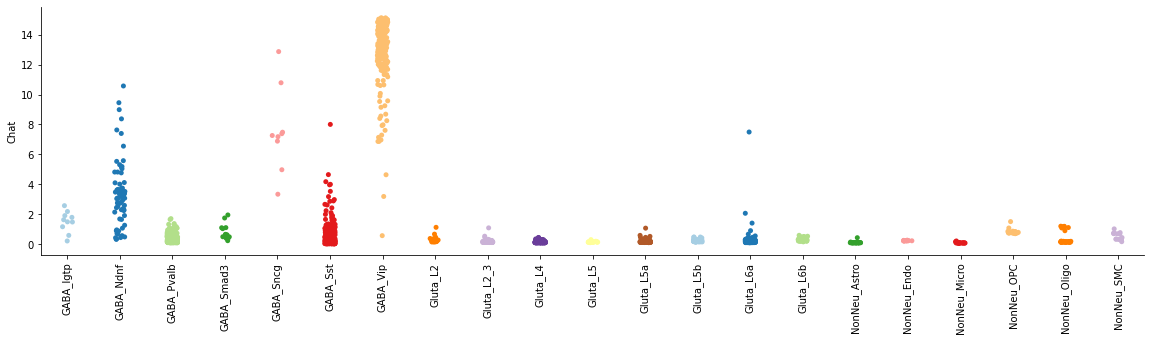 14
12
10
8
6
4
2
0
Chat
GABA_Igtp
GABA_Ndnf
GABA_Pvalb
GABA_Smad3
GABA_Sncg
GABA_Sst
GABA_Vip
Gluta_L2
Gluta_L2_3
Gluta_L4
Gluta_L5
Gluta_L5a
Gluta_L5b
Gluta_L6a
Gluta_L6b
NonNeu_Astro
NonNeu_Endo
NonNeu_Micro
NonNeu_OPC
NonNeu_Oligo
NonNeu_SMC